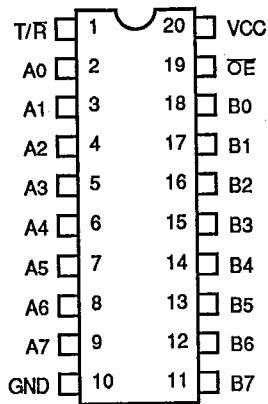 T/R̅ 1 20 VCC
A0 2 19 O̅E̅
A1 3 18 B0
A2 4 17 B1
A3 5 16 B2
A4 6 15 B3
A5 7 14 B4
A6 8 13 B5
A7 9 12 B6
GND 10 11 B7